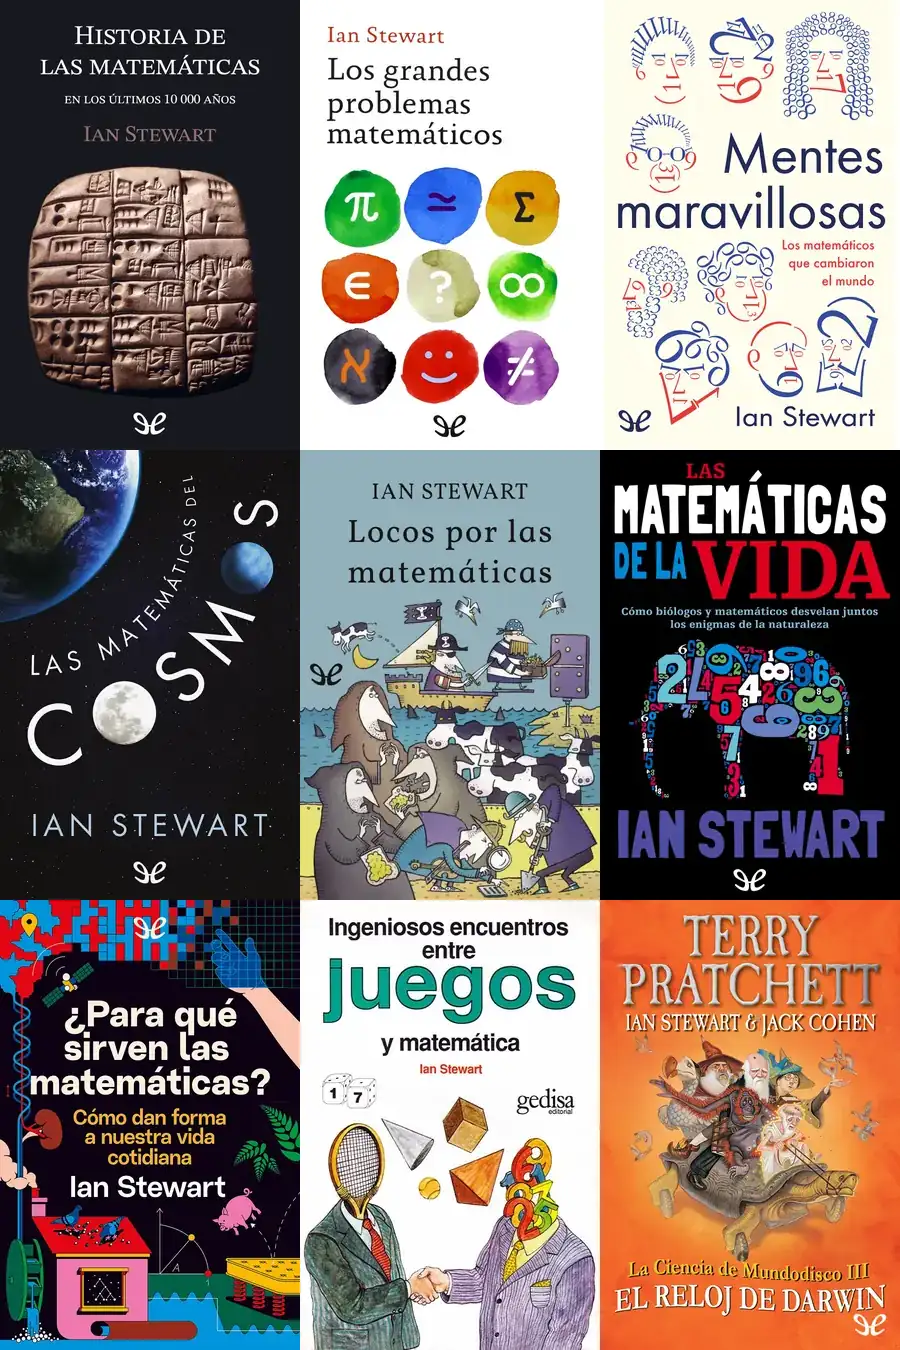 HISTORIA DE
LAS MATEMÁTICAS
EN LOS ÚLTIMOS 10 000 AÑOS
IAN STEWART
Ian Stewart
Los grandes
problemas
matemáticos
π
≃
Σ
∈
?
∞
א
≠
Mentes
maravillosas
Los matemáticos
que cambiaron
el mundo
Ian Stewart
LAS MATEMÁTICAS DEL
COSMOS
IAN STEWART
IAN STEWART
Locos por las
matemáticas
LAS
MATEMÁTICAS
DE LA VIDA
Cómo biólogos y matemáticos desvelan juntos
los enigmas de la naturaleza
IAN STEWART
¿Para qué
sirven las
matemáticas?
Cómo dan forma
a nuestra vida
cotidiana
Ian Stewart
A
Ingeniosos encuentros
entre
juegos
y matemática
Ian Stewart
1 7
gedisa
editorial
TERRY
PRATCHETT
IAN STEWART & JACK COHEN
La Ciencia de Mundodisco III
EL RELOJ DE DARWIN